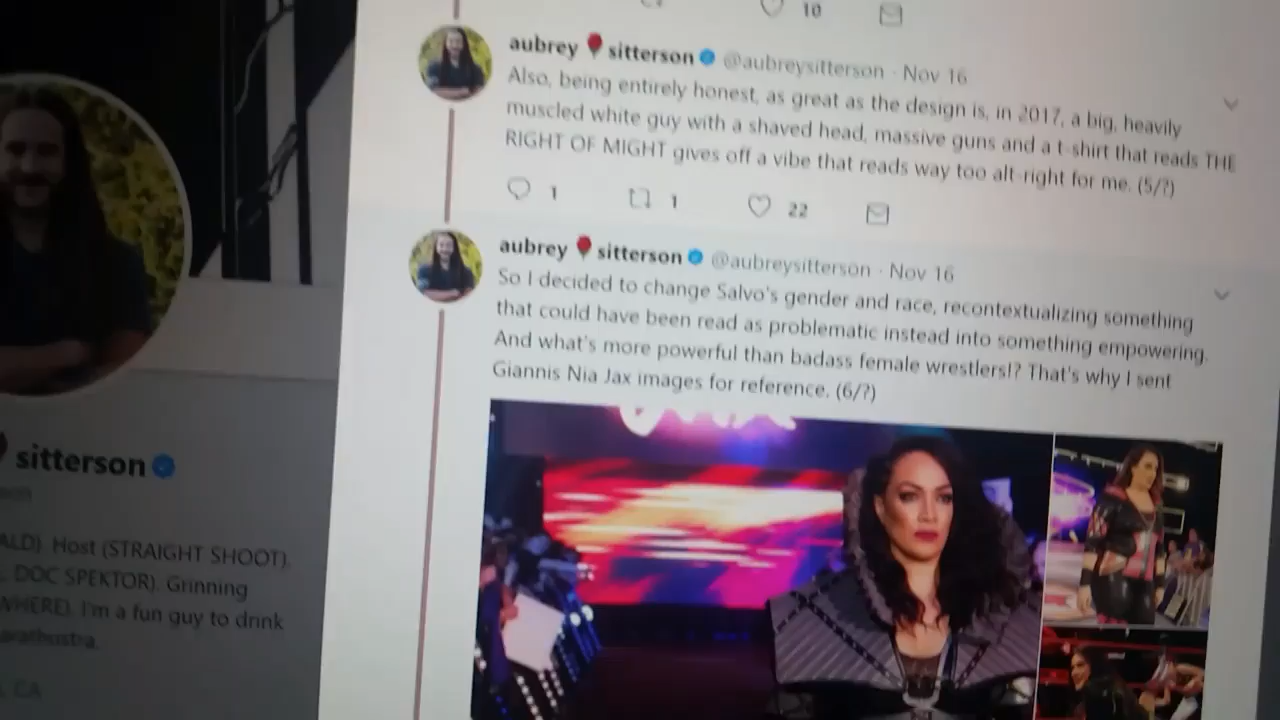 10
aubrey sitterson @aubreysitterson · Nov 16
Also, being entirely honest, as great as the design is, in 2017, a big, heavily
muscled white guy with a shaved head, massive guns and a t-shirt that reads THE
RIGHT OF MIGHT gives off a vibe that reads way too alt-right for me. (5/?)
1 1 22
aubrey sitterson @aubreysitterson · Nov 16
So I decided to change Salvo's gender and race, recontextualizing something
that could have been read as problematic instead into something empowering.
And what's more powerful than badass female wrestlers!? That's why I sent
Giannis Nia Jax images for reference. (6/?)
sitterson
ALD). Host (STRAIGHT SHOOT).
DOC SPEKTOR). Grinning
WHERE). I'm a fun guy to drink
arathustra.
CA